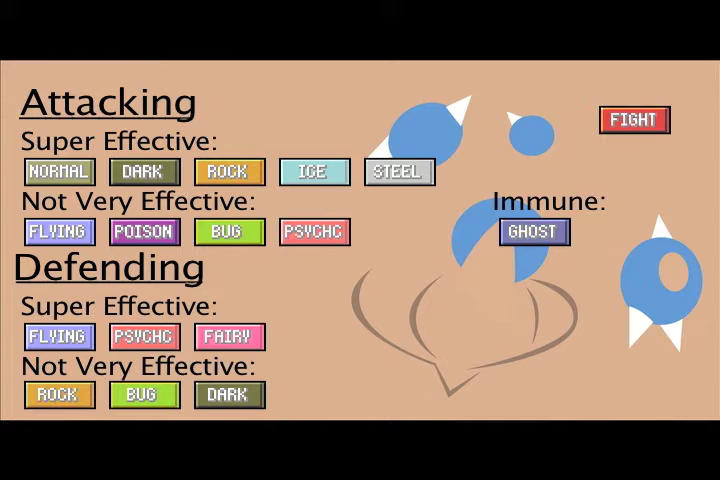 Attacking
FIGHT
Super Effective:
NORMAL DARK ROCK ICE STEEL
Not Very Effective: Immune:
FLYING POISON BUG PSYCHC GHOST
Defending
Super Effective:
FLYING PSYCHC FAIRY
Not Very Effective:
ROCK BUG DARK